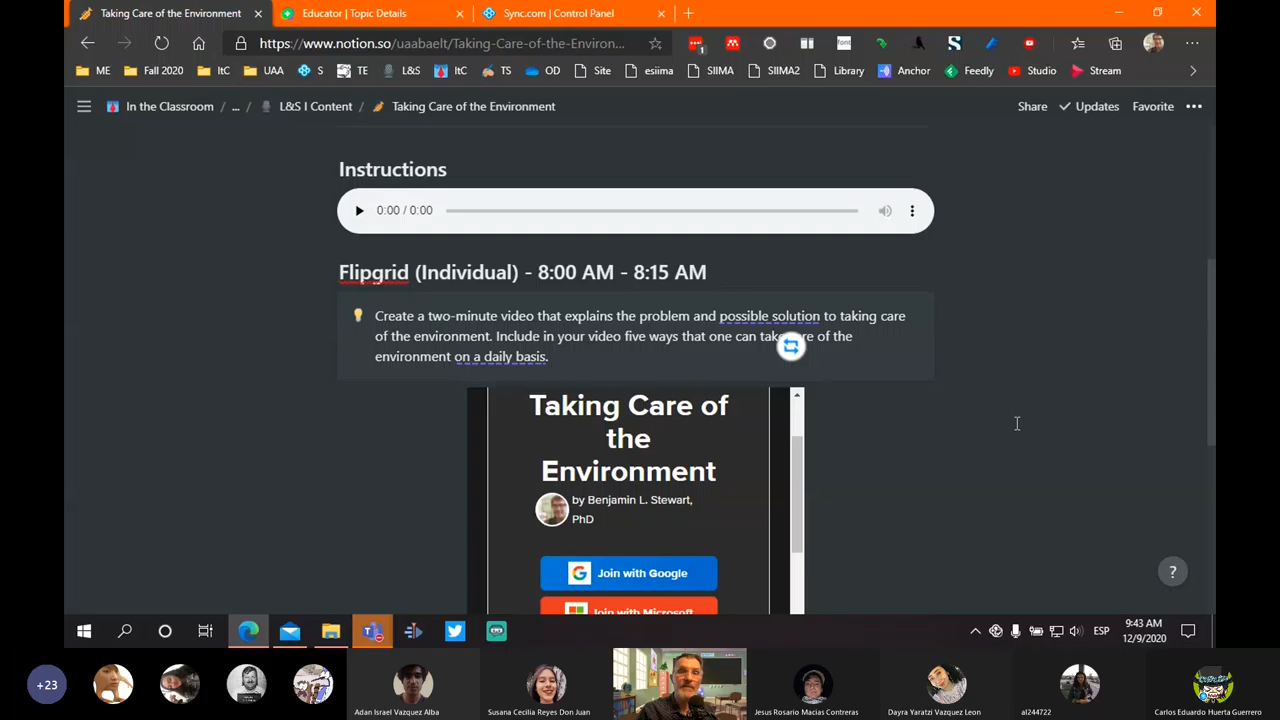 Taking Care of the Environment
Educator | Topic Details
Sync.com | Control Panel
https://www.notion.so/uaabaelt/Taking-Care-of-the-Environ...
1
ME
Fall 2020
ItC
UAA
S
TE
L&S
ItC
TS
OD
Site
esiima
SIIMA
SIIMA2
Library
Anchor
Feedly
Studio
Stream
In the Classroom / ... / L&S I Content / Taking Care of the Environment
Share
Updates
Favorite
Instructions
0:00 / 0:00
Flipgrid (Individual) - 8:00 AM - 8:15 AM
Create a two-minute video that explains the problem and possible solution to taking care
of the environment. Include in your video five ways that one can take care of the
environment on a daily basis.
Taking Care of
the
Environment
by Benjamin L. Stewart,
PhD
Join with Google
Join with Microsoft
?
ESP
9:43 AM
12/9/2020
+23
Adan Israel Vazquez Alba
Susana Cecilia Reyes Don Juan
Jesus Rosario Macias Contreras
Dayra Yaratzi Vazquez Leon
al244722
Carlos Eduardo Huerta Guerrero